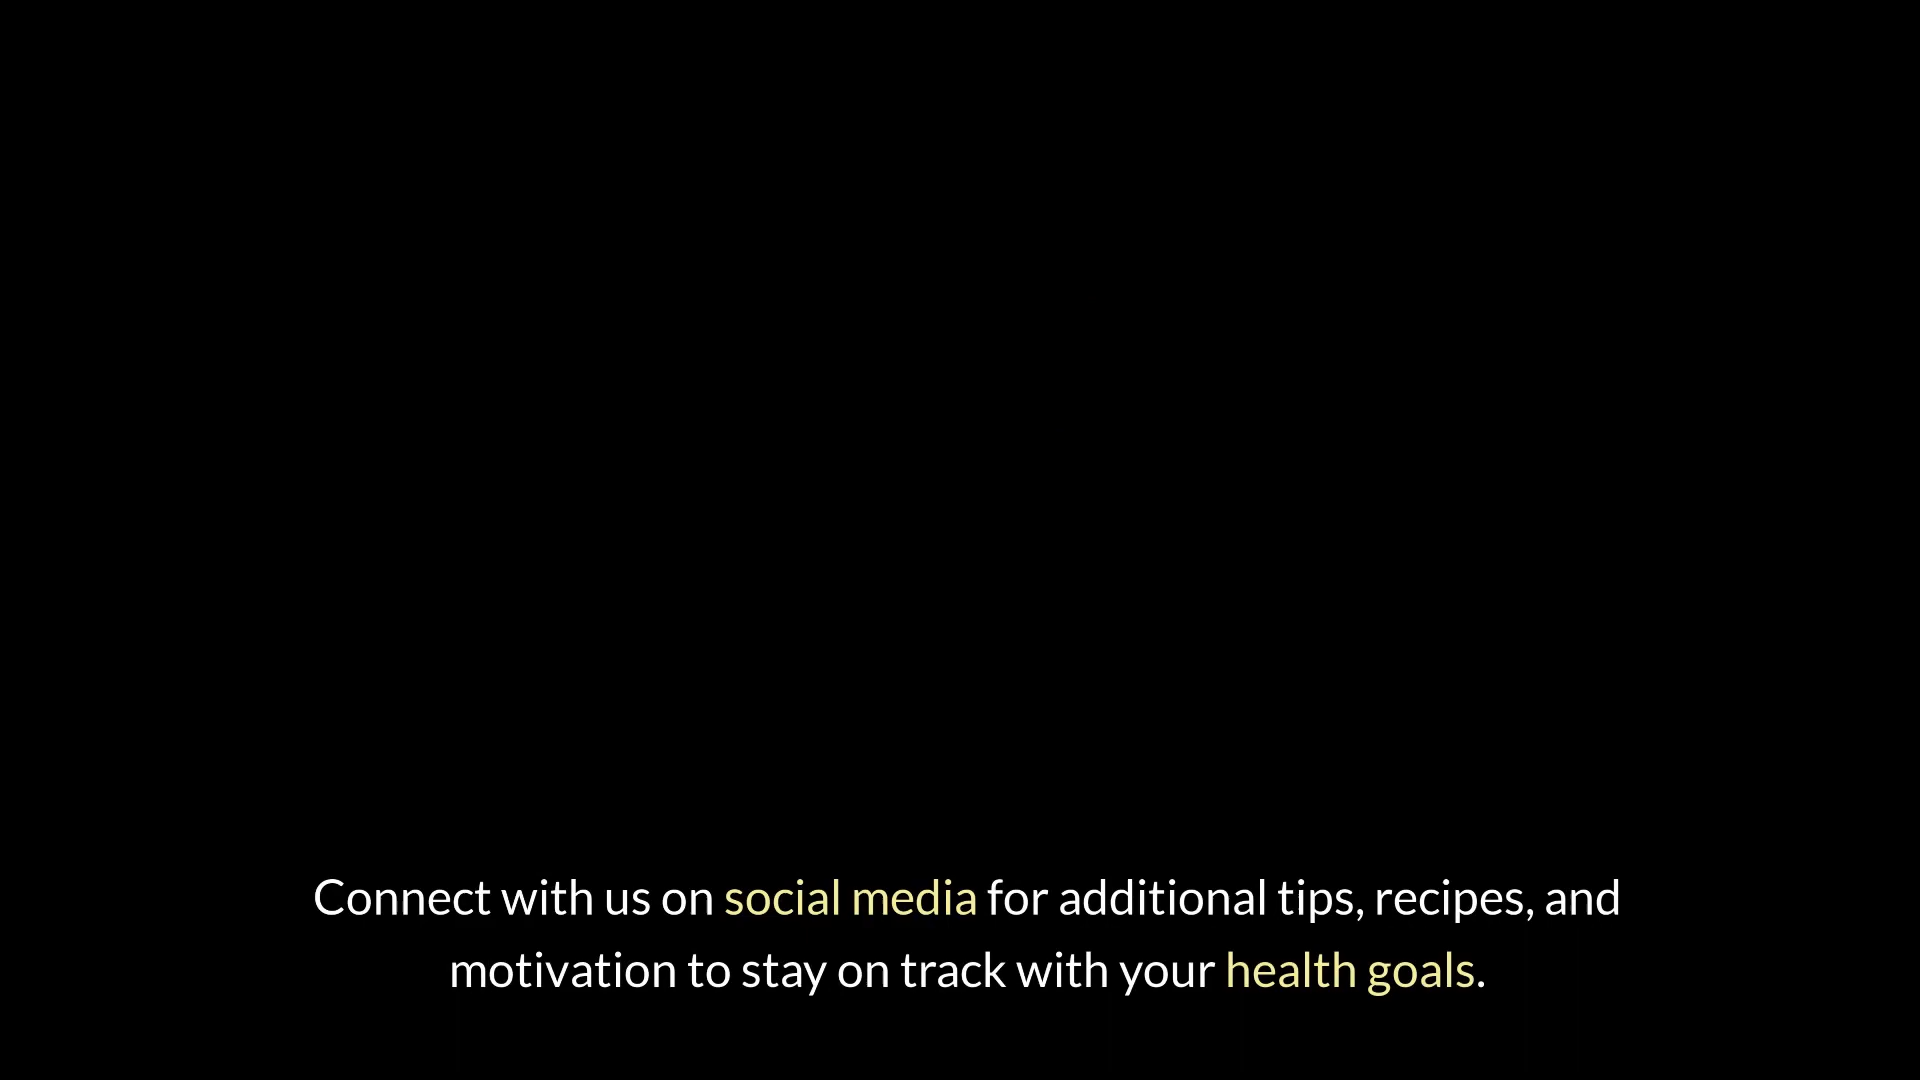 Connect with us on social media for additional tips, recipes, and
motivation to stay on track with your health goals.